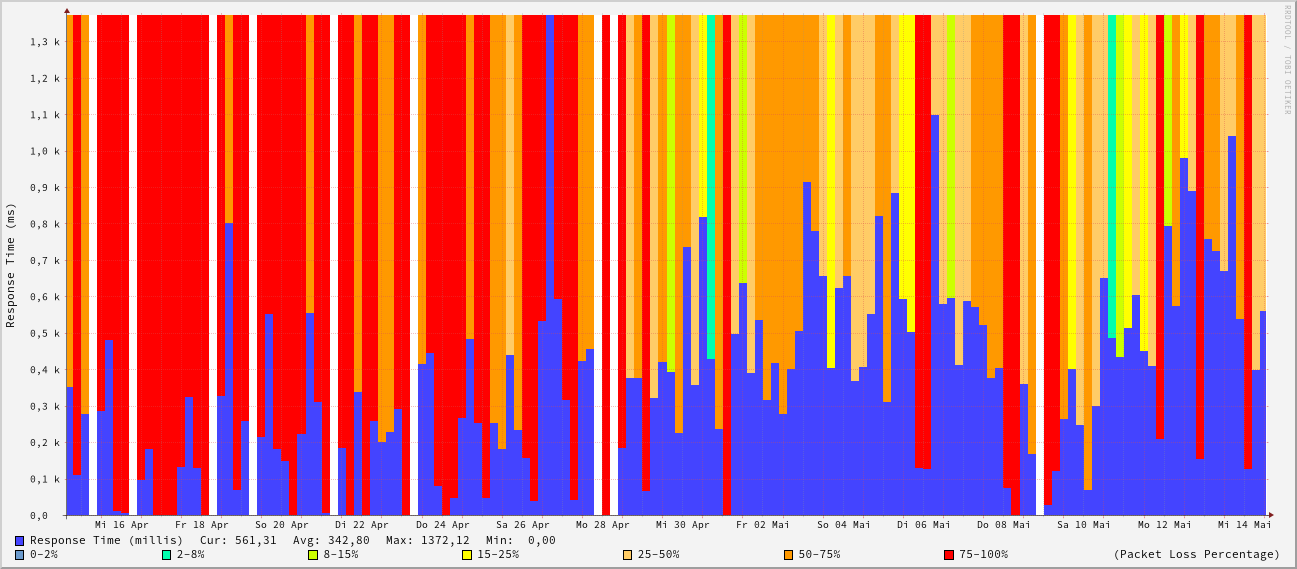 RRDTOOL / TOBI OETIKER
Response Time (ms)
1,3 k
1,2 k
1,1 k
1,0 k
0,9 k
0,8 k
0,7 k
0,6 k
0,5 k
0,4 k
0,3 k
0,2 k
0,1 k
0,0
Mi 16 Apr Fr 18 Apr So 20 Apr Di 22 Apr Do 24 Apr Sa 26 Apr Mo 28 Apr Mi 30 Apr Fr 02 Mai So 04 Mai Di 06 Mai Do 08 Mai Sa 10 Mai Mo 12 Mai Mi 14 Mai
Response Time (millis) Cur: 561,31 Avg: 342,80 Max: 1372,12 Min: 0,00
0-2% 2-8% 8-15% 15-25% 25-50% 50-75% 75-100% (Packet Loss Percentage)